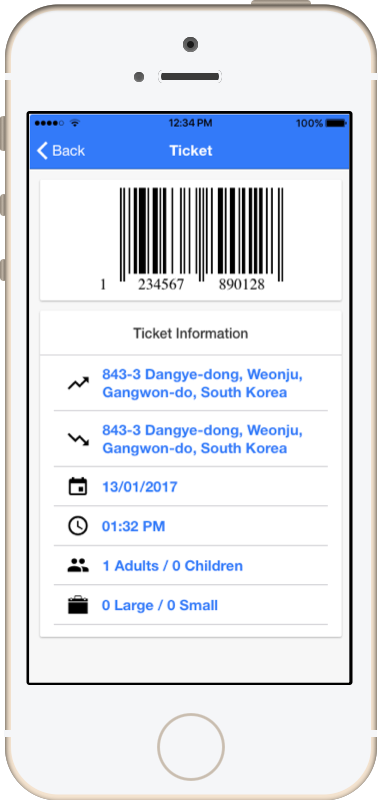 12:34 PM 100%
Back Ticket
1 234567 890128
Ticket Information
843-3 Dangye-dong, Weonju,
Gangwon-do, South Korea
843-3 Dangye-dong, Weonju,
Gangwon-do, South Korea
13/01/2017
01:32 PM
1 Adults / 0 Children
0 Large / 0 Small